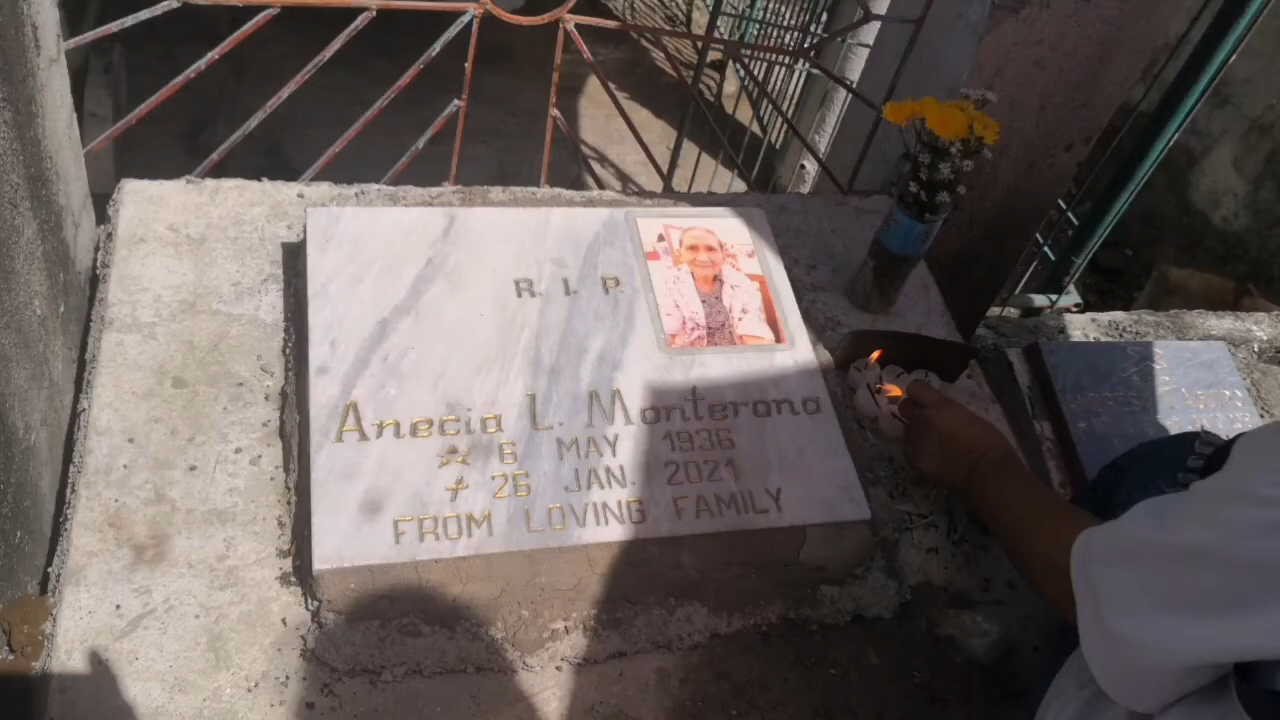 R. I. P.
Anecia L. Monterona
6 MAY 1936
26 JAN. 2021
FROM LOVING FAMILY